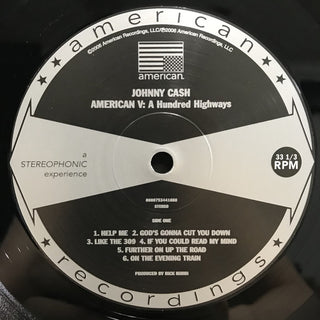 american
℗2006 American Recordings, LLC/©2006 American Recordings, LLC
american.
JOHNNY CASH
AMERICAN V: A Hundred Highways
a
STEREOPHONIC
experience
33 1/3
RPM
STEREO
SIDE ONE
1. HELP ME 2. GOD'S GONNA CUT YOU DOWN
3. LIKE THE 309 4. IF YOU COULD READ MY MIND
5. FURTHER ON UP THE ROAD
6. ON THE EVENING TRAIN
PRODUCED BY RICK RUBIN
recordings